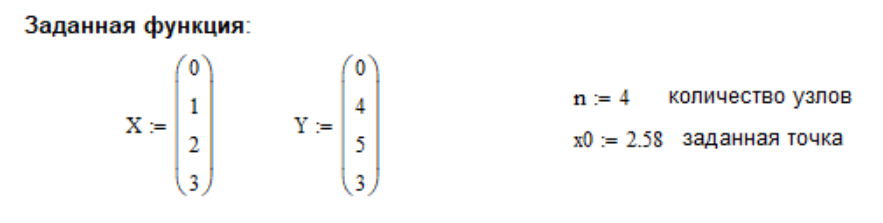 Заданная функция:
X := (0 1 2 3) Y := (0 4 5 3)
n := 4 количество узлов
x0 := 2.58 заданная точка